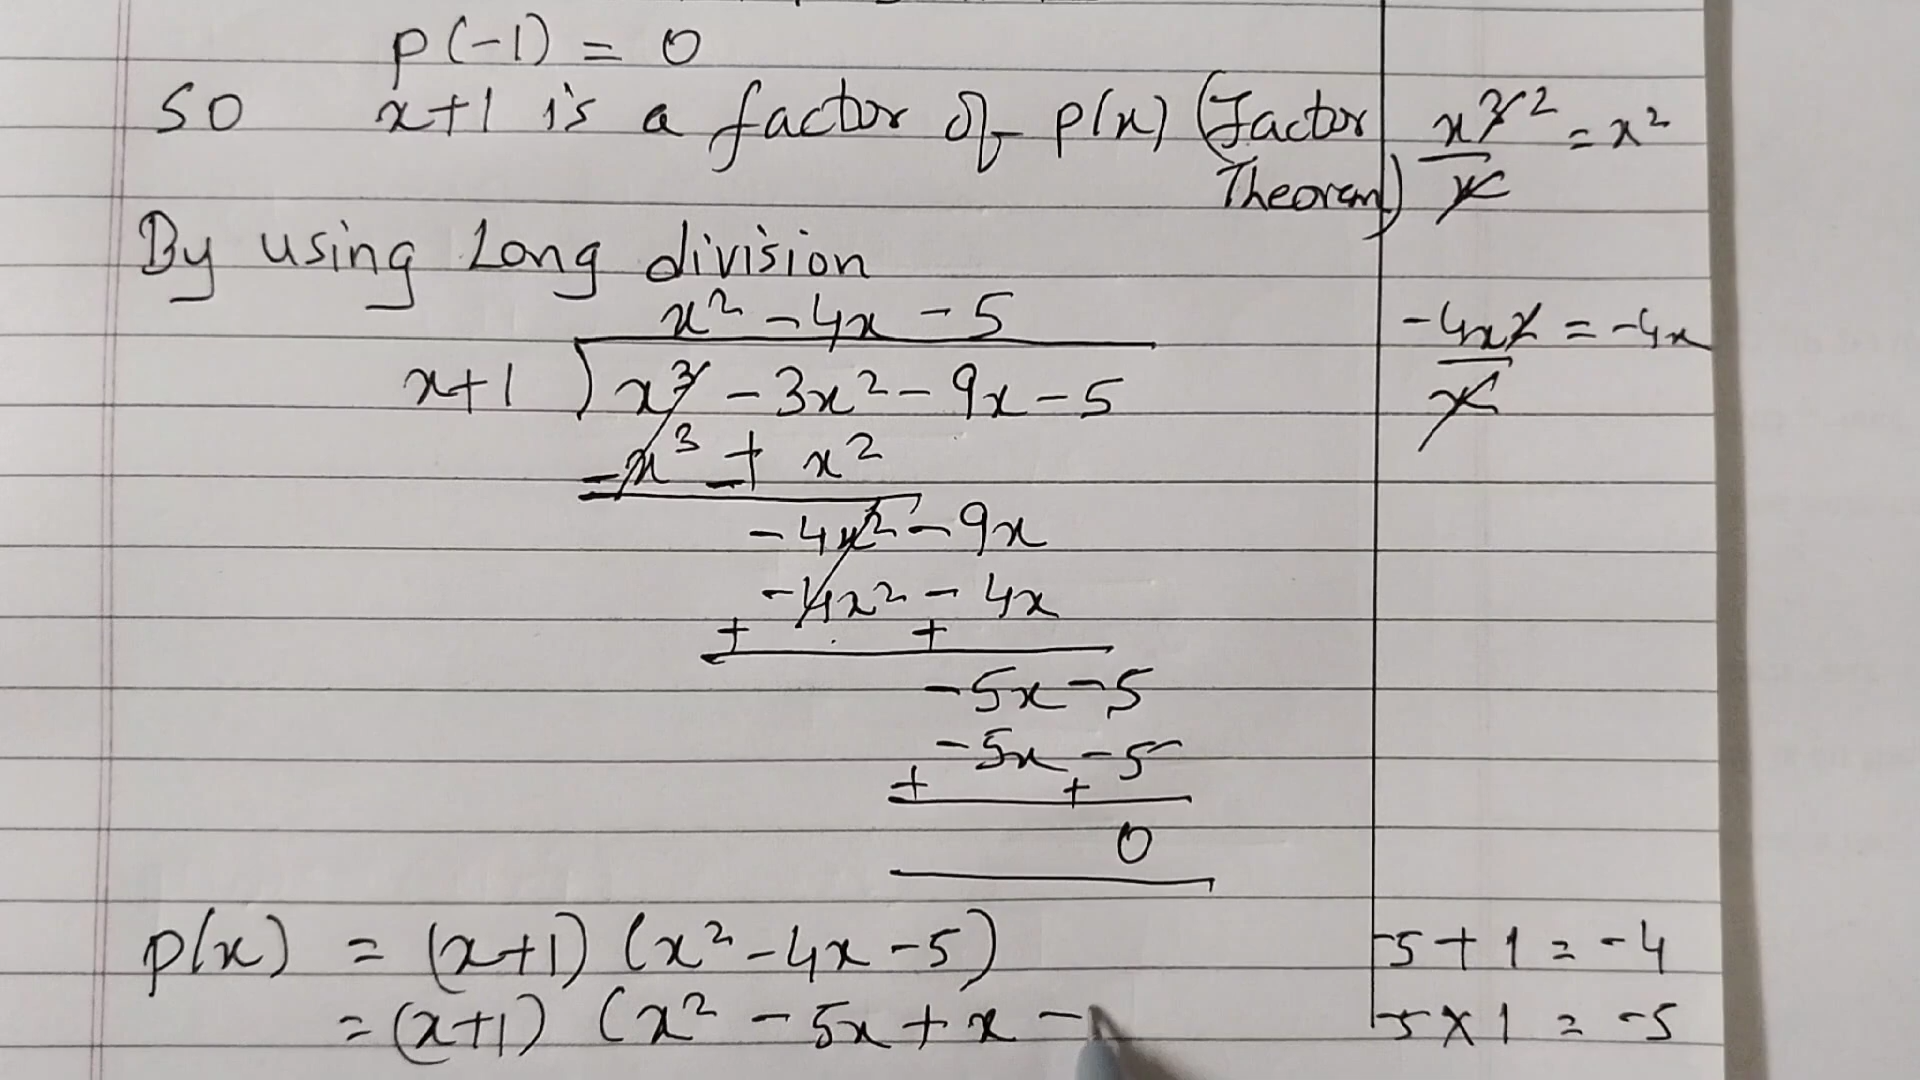 p(-1) = 0
so x+1 is a factor of p(x) (Factor Theorem)
x³ ² = x²
x
By using Long division
x² - 4x - 5
-4x² = -4x
x
x+1 ) x³ - 3x² - 9x - 5
-x³ + x²
-
-4x² - 9x
-4x² - 4x
+ +
-5x - 5
-5x - 5
+ +
0
p(x) = (x+1) (x² - 4x - 5)
-5 + 1 = -4
= (x+1) (x² - 5x + x -
-5 × 1 = -5